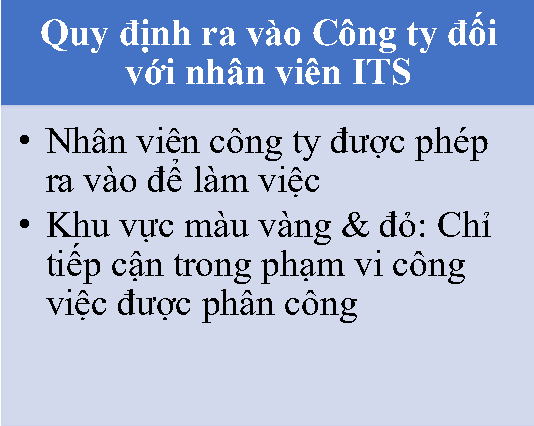 Quy định ra vào Công ty đối
với nhân viên ITS
• Nhân viên công ty được phép
ra vào để làm việc
• Khu vực màu vàng & đỏ: Chỉ
tiếp cận trong phạm vi công
việc được phân công